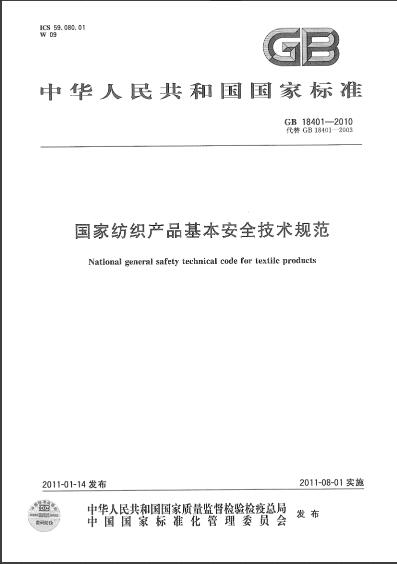 ICS 59.080.01
W 09
GB
中华人民共和国国家标准
GB 18401—2010
代替 GB 18401—2003
国家纺织产品基本安全技术规范
National general safety technical code for textile products
2011-01-14 发布
2011-08-01 实施
中华人民共和国国家质量监督检验检疫总局
中国国家标准化管理委员会
发布